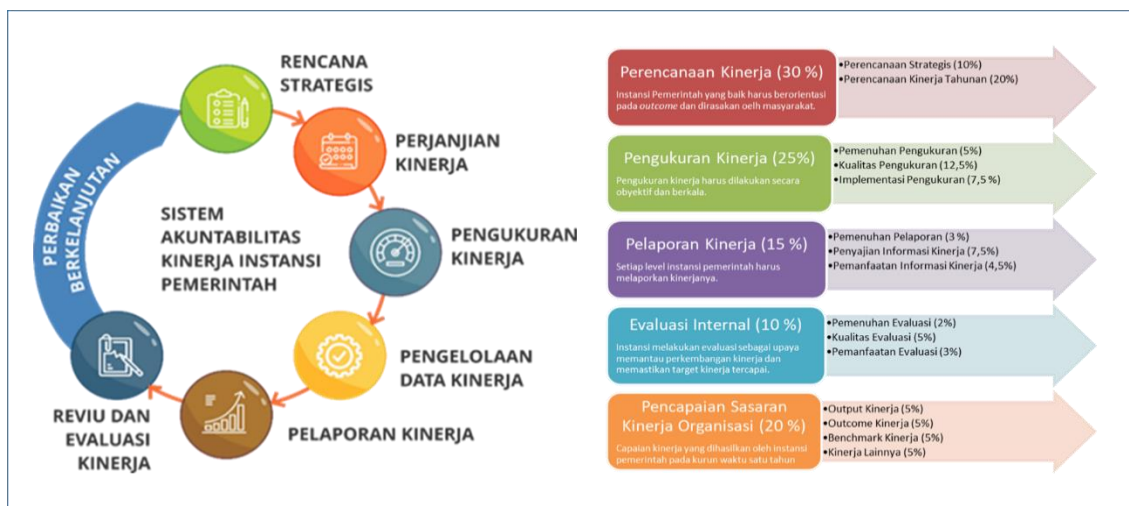 RENCANA
STRATEGIS
PERJANJIAN
KINERJA
PENGUKURAN
KINERJA
PENGELOLAAN
DATA KINERJA
PELAPORAN KINERJA
REVIU DAN
EVALUASI
KINERJA
PERBAIKAN
BERKELANJUTAN
SISTEM
AKUNTABILITAS
KINERJA INSTANSI
PEMERINTAH
Perencanaan Kinerja (30 %)
Instansi Pemerintah yang baik harus berorientasi
pada outcome dan dirasakan oelh masyarakat.
•Perencanaan Strategis (10%)
•Perencanaan Kinerja Tahunan (20%)
Pengukuran Kinerja (25%)
Pengukuran kinerja harus dilakukan secara
obyektif dan berkala.
•Pemenuhan Pengukuran (5%)
•Kualitas Pengukuran (12,5%)
•Implementasi Pengukuran (7,5 %)
Pelaporan Kinerja (15 %)
Setiap level instansi pemerintah harus
melaporkan kinerjanya.
•Pemenuhan Pelaporan (3 %)
•Penyajian Informasi Kinerja (7,5%)
•Pemanfaatan Informasi Kinerja (4,5%)
Evaluasi Internal (10 %)
Instansi melakukan evaluasi sebagai upaya
memantau perkembangan kinerja dan
memastikan target kinerja tercapai.
•Pemenuhan Evaluasi (2%)
•Kualitas Evaluasi (5%)
•Pemanfaatan Evaluasi (3%)
Pencapaian Sasaran
Kinerja Organisasi (20 %)
Capaian kinerja yang dihasilkan oleh instansi
pemerintah pada kurun waktu satu tahun
•Output Kinerja (5%)
•Outcome Kinerja (5%)
•Benchmark Kinerja (5%)
•Kinerja Lainnya (5%)